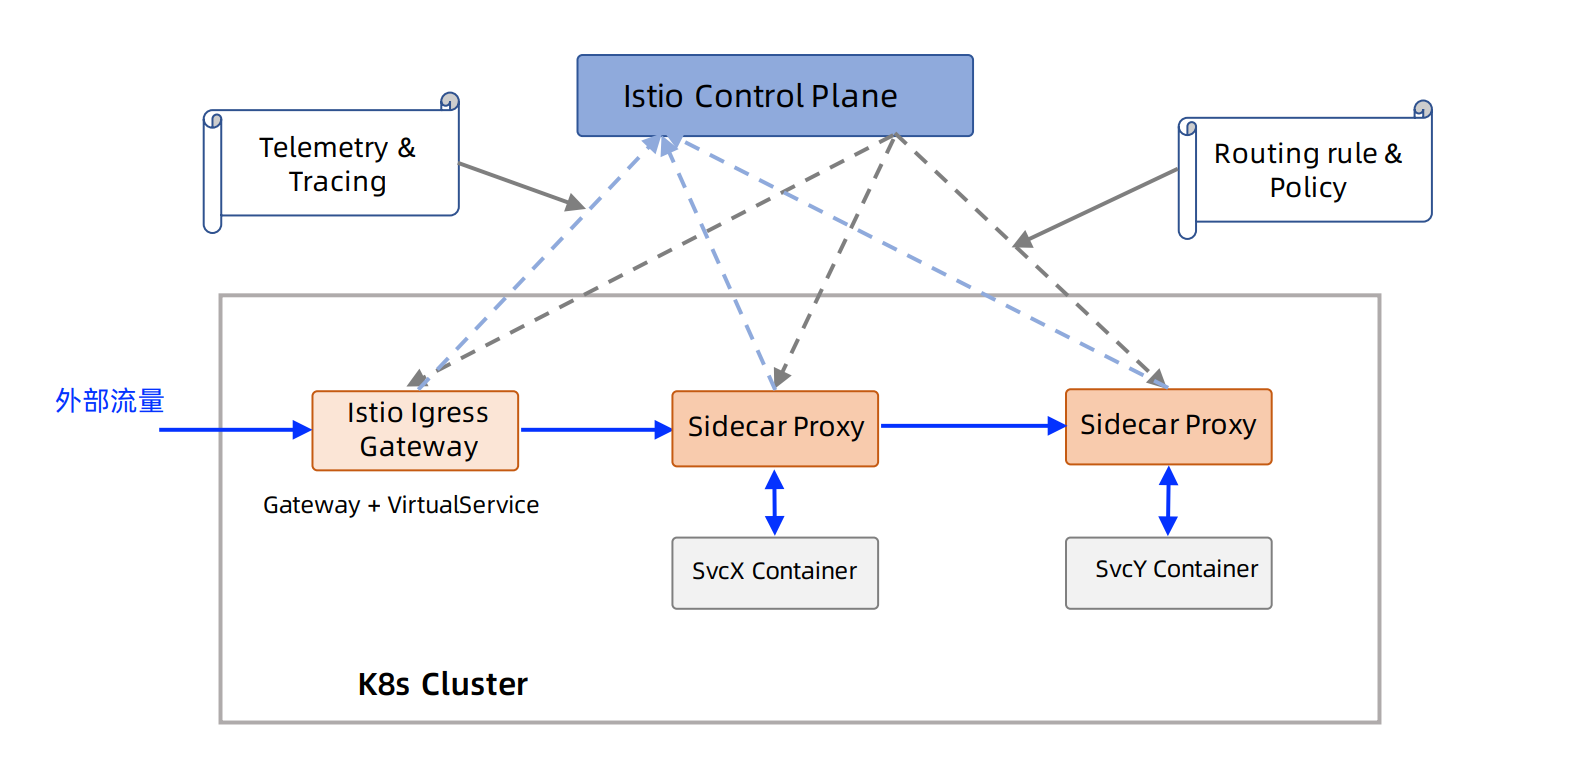 Istio Control Plane
Telemetry &
Tracing
Routing rule &
Policy
外部流量
Istio Igress
Gateway
Sidecar Proxy
Sidecar Proxy
Gateway + VirtualService
SvcX Container
SvcY Container
K8s Cluster